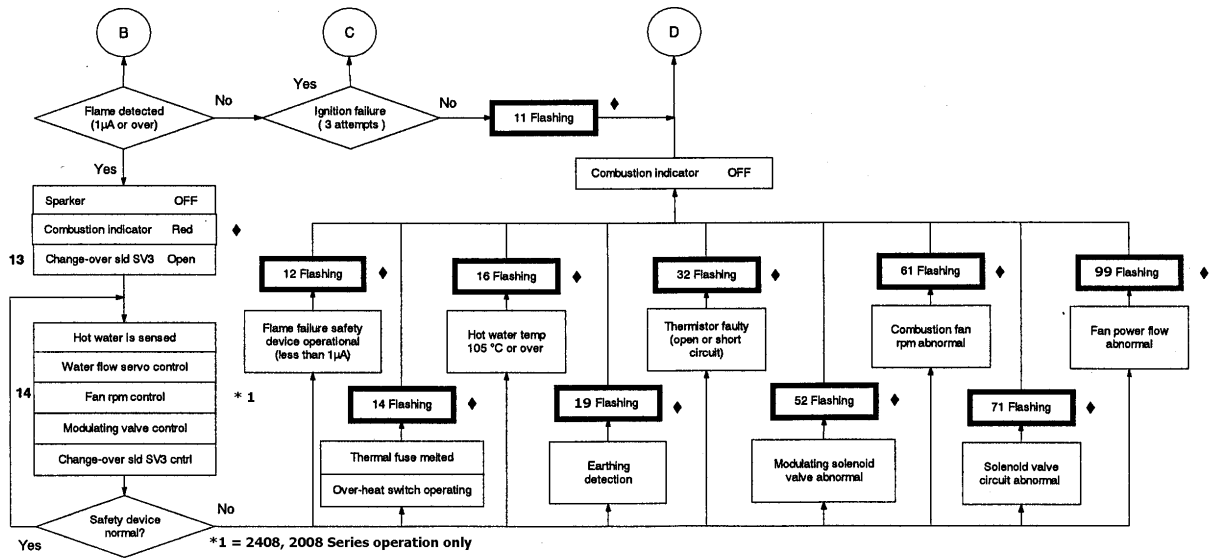 B
C
D
Flame detected
(1µA or over)
No
Yes
Ignition failure
( 3 attempts )
No
11 Flashing
♦
Yes
Combustion indicator OFF
Sparker OFF
Combustion indicator Red
♦
13
Change-over sld SV3 Open
12 Flashing
♦
16 Flashing
♦
32 Flashing
♦
61 Flashing
♦
99 Flashing
♦
Flame failure safety
device operational
(less than 1µA)
Hot water temp
105 °C or over
Thermistor faulty
(open or short
circuit)
Combustion fan
rpm abnormal
Fan power flow
abnormal
Hot water is sensed
Water flow servo control
14
Fan rpm control
* 1
Modulating valve control
Change-over sld SV3 cntrl
14 Flashing
♦
19 Flashing
♦
52 Flashing
♦
71 Flashing
♦
Thermal fuse melted
Over-heat switch operating
Earthing
detection
Modulating solenoid
valve abnormal
Solenoid valve
circuit abnormal
Safety device
normal?
No
Yes
*1 = 2408, 2008 Series operation only